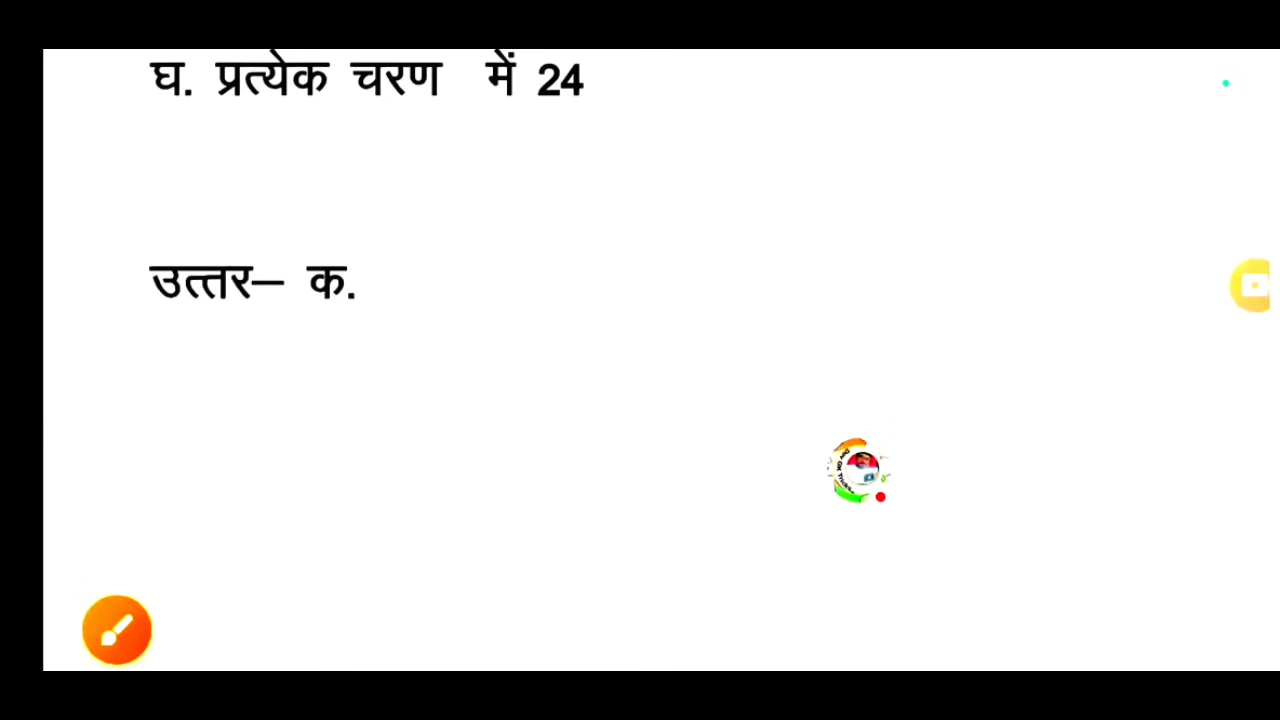 घ. प्रत्येक चरण में 24
उत्तर– क.